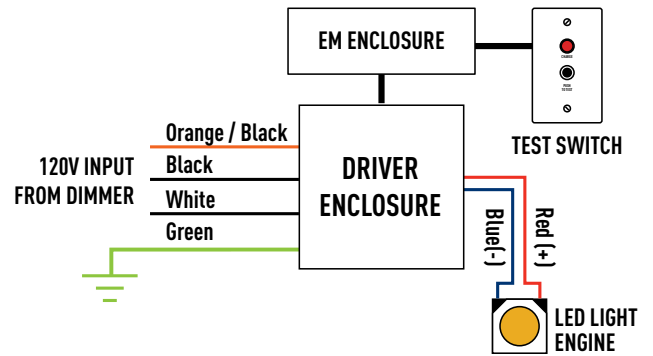 EM ENCLOSURE
TEST SWITCH
Orange / Black
Black
White
Green
120V INPUT
FROM DIMMER
DRIVER
ENCLOSURE
Red (+)
Blue(-)
LED LIGHT
ENGINE